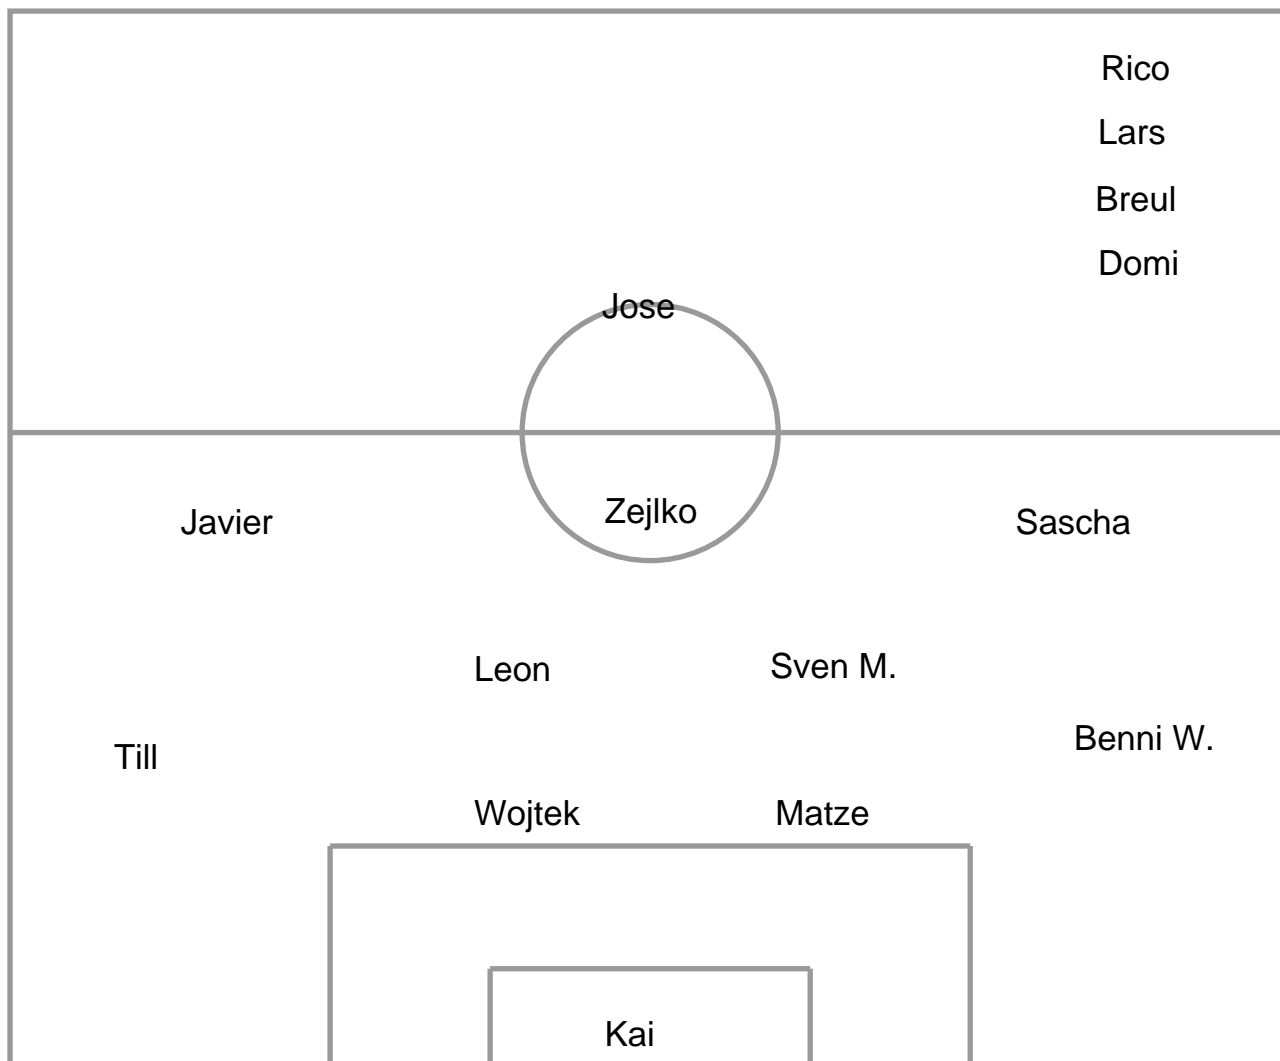 Rico
Lars
Breul
Domi
Jose
Javier
Zejlko
Sascha
Leon
Sven M.
Till
Benni W.
Wojtek
Matze
Kai